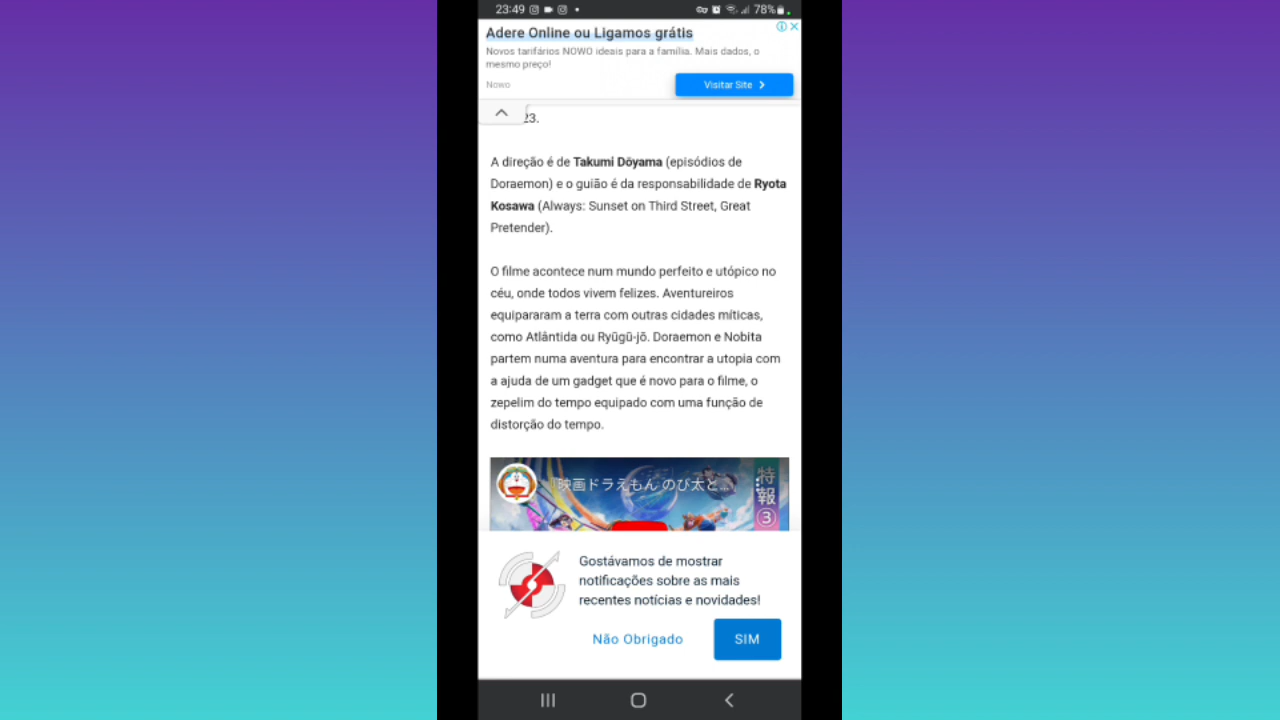 23:49
78%
Adere Online ou Ligamos grátis
Novos tarifários NOWO ideais para a família. Mais dados, o
mesmo preço!
Nowo
Visitar Site
23.
A direção é de Takumi Dōyama (episódios de
Doraemon) e o guião é da responsabilidade de Ryota
Kosawa (Always: Sunset on Third Street, Great
Pretender).
O filme acontece num mundo perfeito e utópico no
céu, onde todos vivem felizes. Aventureiros
equipararam a terra com outras cidades míticas,
como Atlântida ou Ryūgū-jō. Doraemon e Nobita
partem numa aventura para encontrar a utopia com
a ajuda de um gadget que é novo para o filme, o
zepelim do tempo equipado com uma função de
distorção do tempo.
『映画ドラえもん のび太と...
特報③
Gostávamos de mostrar
notificações sobre as mais
recentes notícias e novidades!
Não Obrigado
SIM